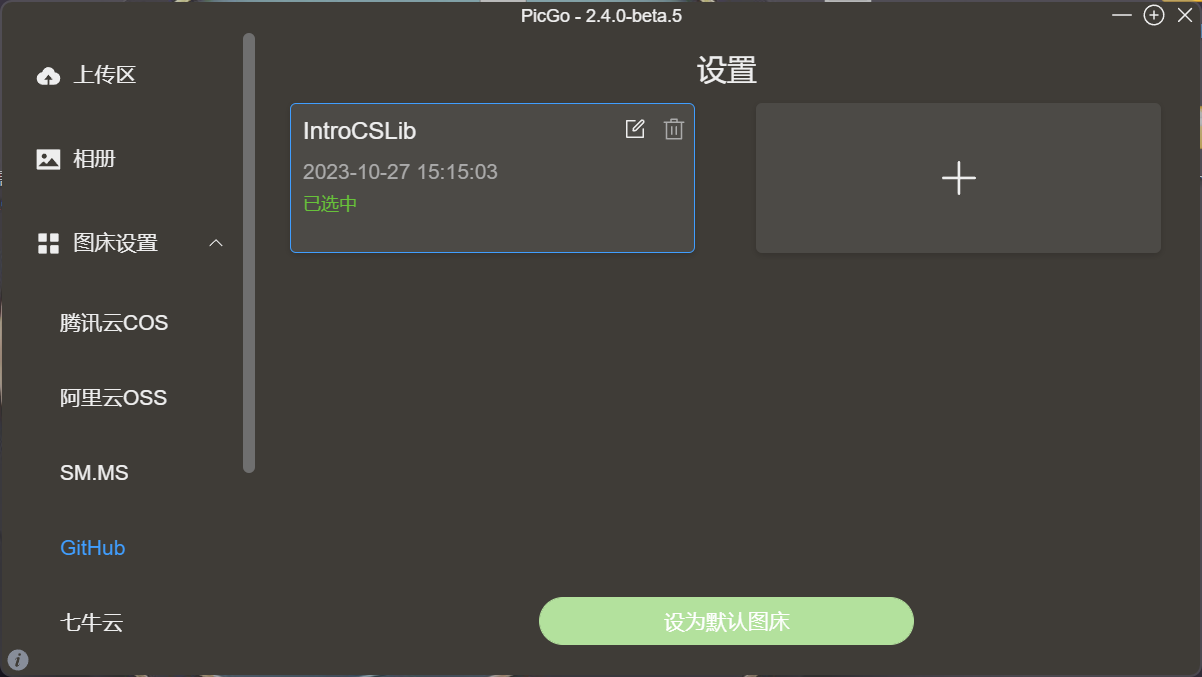 PicGo - 2.4.0-beta.5
上传区
相册
图床设置
腾讯云COS
阿里云OSS
SM.MS
GitHub
七牛云
设置
IntroCSLib
2023-10-27 15:15:03
已选中
设为默认图床